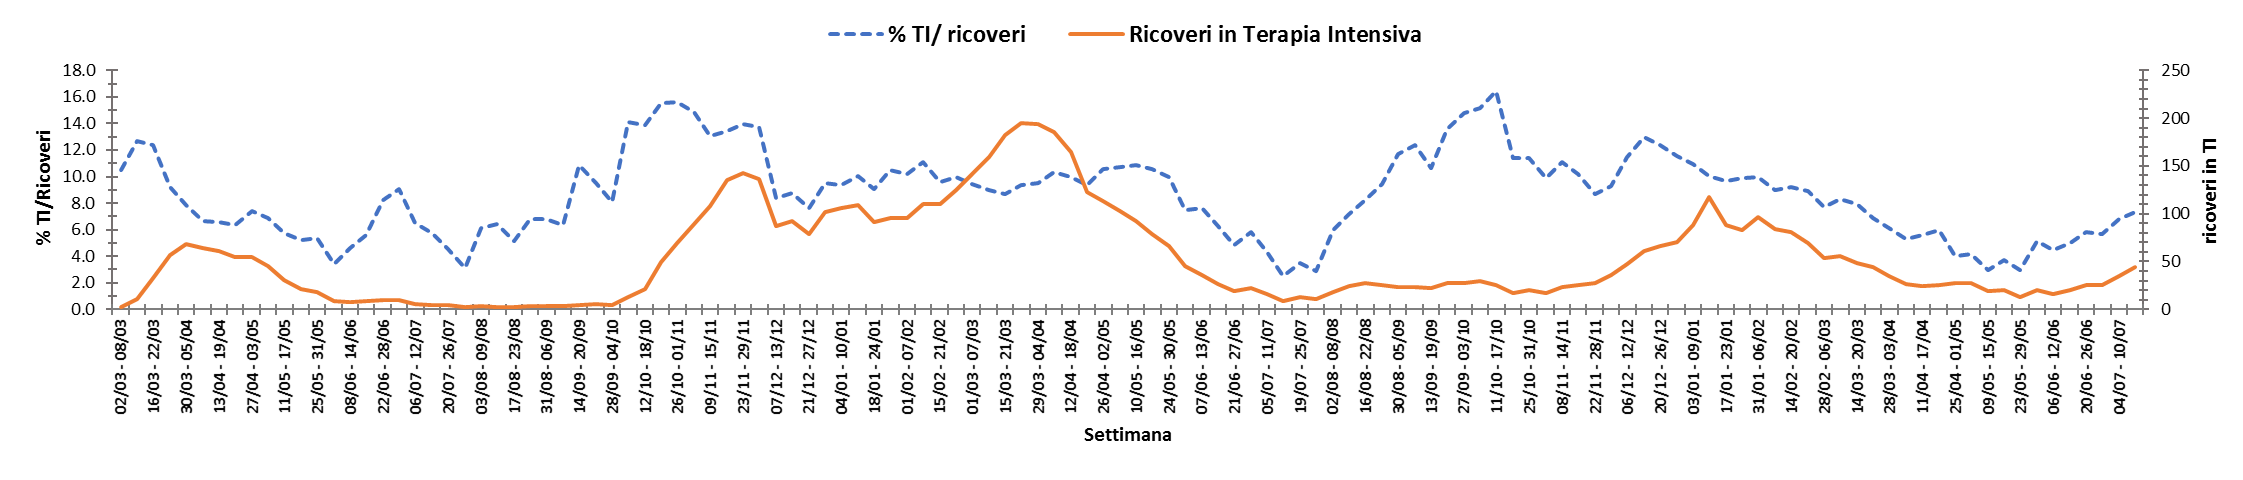 % TI/ ricoveri
Ricoveri in Terapia Intensiva
% TI/Ricoveri
18.0
16.0
14.0
12.0
10.0
8.0
6.0
4.0
2.0
0.0
250
200
150
100
50
0
ricoveri in TI
02/03 - 08/03
16/03 - 22/03
30/03 - 05/04
13/04 - 19/04
27/04 - 03/05
11/05 - 17/05
25/05 - 31/05
08/06 - 14/06
22/06 - 28/06
06/07 - 12/07
20/07 - 26/07
03/08 - 09/08
17/08 - 23/08
31/08 - 06/09
14/09 - 20/09
28/09 - 04/10
12/10 - 18/10
26/10 - 01/11
09/11 - 15/11
23/11 - 29/11
07/12 - 13/12
21/12 - 27/12
04/01 - 10/01
18/01 - 24/01
01/02 - 07/02
15/02 - 21/02
01/03 - 07/03
15/03 - 21/03
29/03 - 04/04
12/04 - 18/04
26/04 - 02/05
10/05 - 16/05
24/05 - 30/05
07/06 - 13/06
21/06 - 27/06
05/07 - 11/07
19/07 - 25/07
02/08 - 08/08
16/08 - 22/08
30/08 - 05/09
13/09 - 19/09
27/09 - 03/10
11/10 - 17/10
25/10 - 31/10
08/11 - 14/11
22/11 - 28/11
06/12 - 12/12
20/12 - 26/12
03/01 - 09/01
17/01 - 23/01
31/01 - 06/02
14/02 - 20/02
28/02 - 06/03
14/03 - 20/03
28/03 - 03/04
11/04 - 17/04
25/04 - 01/05
09/05 - 15/05
23/05 - 29/05
06/06 - 12/06
20/06 - 26/06
04/07 - 10/07
Settimana